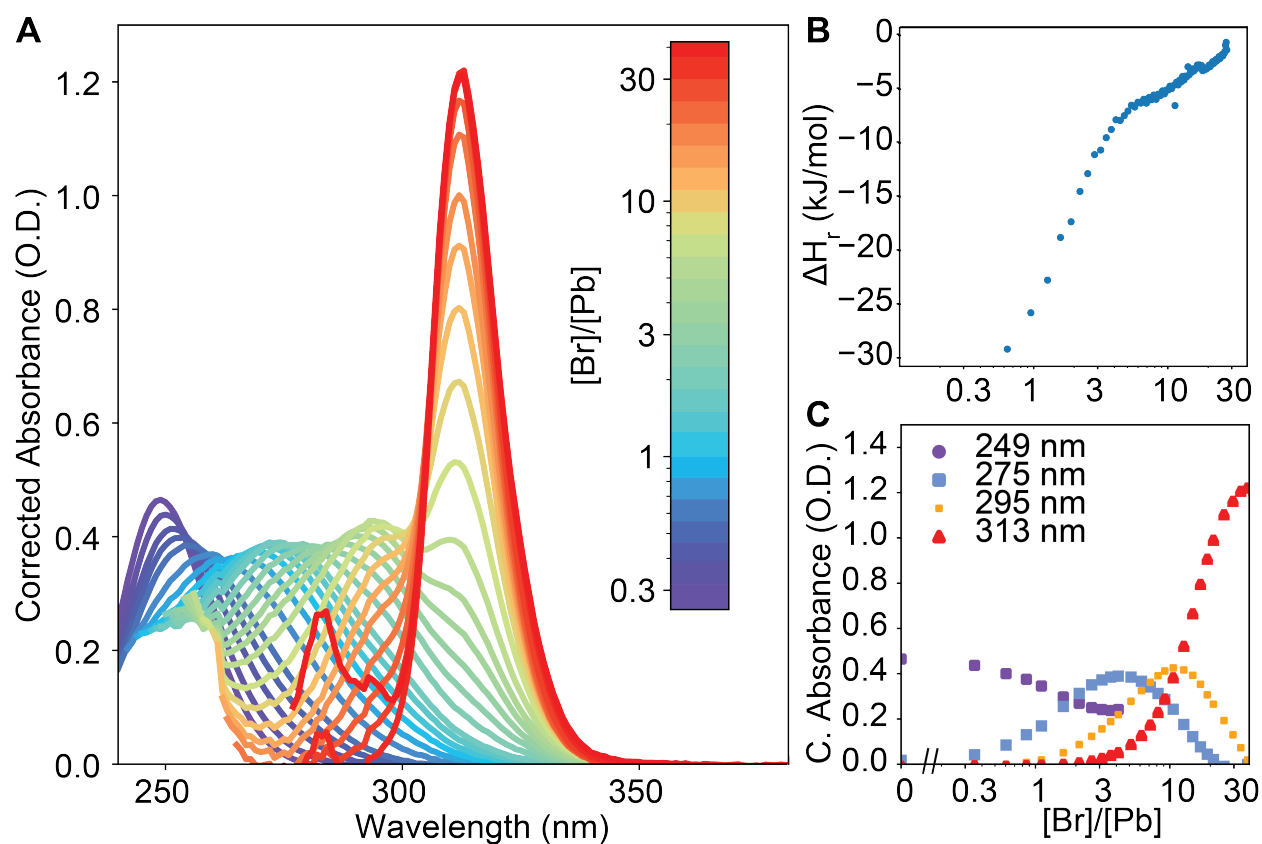 A
Corrected Absorbance (O.D.)
1.2
1.0
0.8
0.6
0.4
0.2
0.0
250
300
350
Wavelength (nm)
[Br]/[Pb]
30
10
3
1
0.3
B
ΔHr (kJ/mol)
0
−5
−10
−15
−20
−25
−30
0.3 1 3 10 30
C
C. Absorbance (O.D.)
1.4
1.2
1.0
0.8
0.6
0.4
0.2
0.0
249 nm
275 nm
295 nm
313 nm
0 0.3 1 3 10 30
[Br]/[Pb]